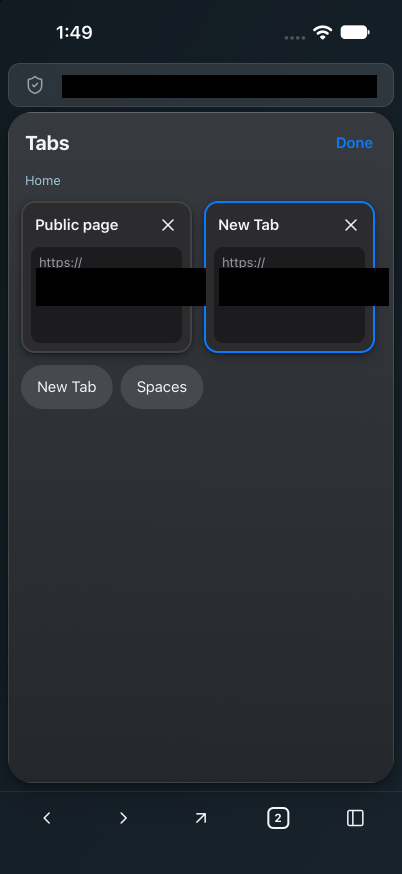 1:49
Tabs
Done
Home
Public page
New Tab
https://
https://
New Tab
Spaces
2